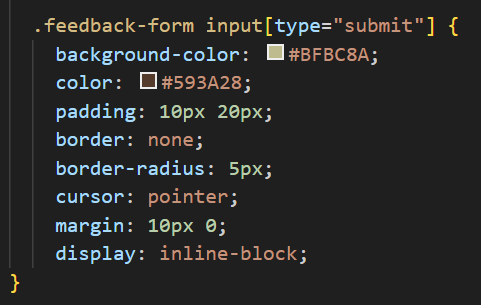 .feedback-form input[type="submit"] {
background-color: #BFBC8A;
color: #593A28;
padding: 10px 20px;
border: none;
border-radius: 5px;
cursor: pointer;
margin: 10px 0;
display: inline-block;
}